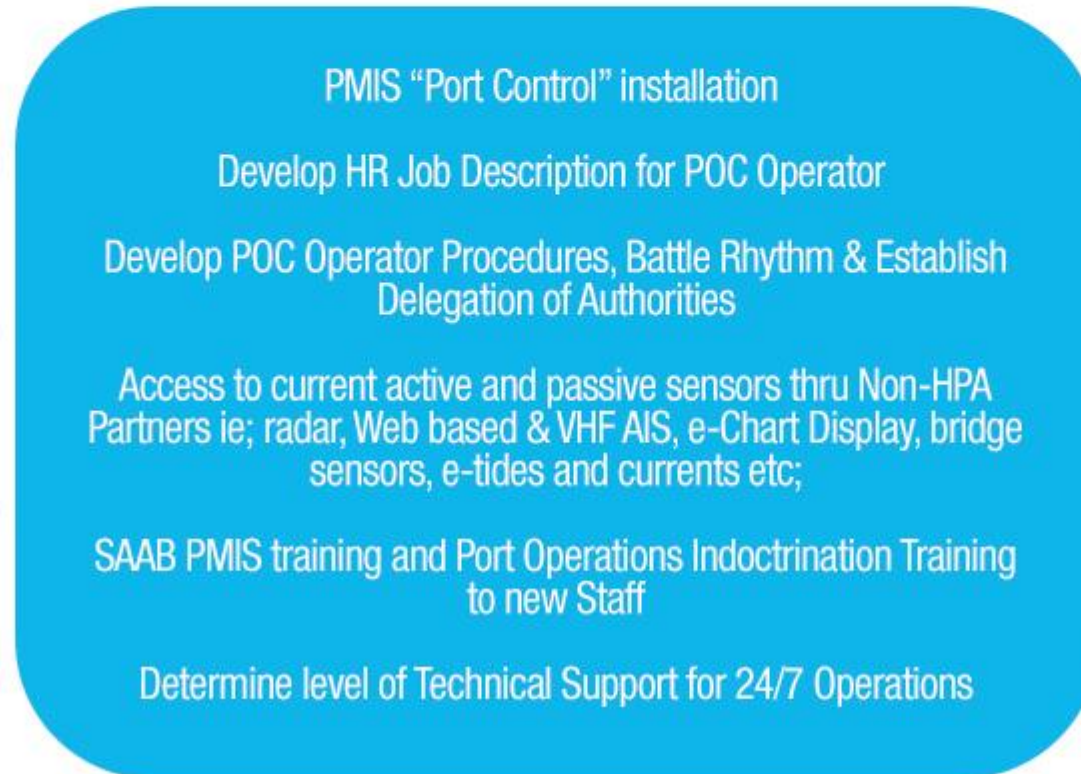 PMIS “Port Control” installation
Develop HR Job Description for POC Operator
Develop POC Operator Procedures, Battle Rhythm & Establish
Delegation of Authorities
Access to current active and passive sensors thru Non-HPA
Partners ie; radar, Web based & VHF AIS, e-Chart Display, bridge
sensors, e-tides and currents etc;
SAAB PMIS training and Port Operations Indoctrination Training
to new Staff
Determine level of Technical Support for 24/7 Operations